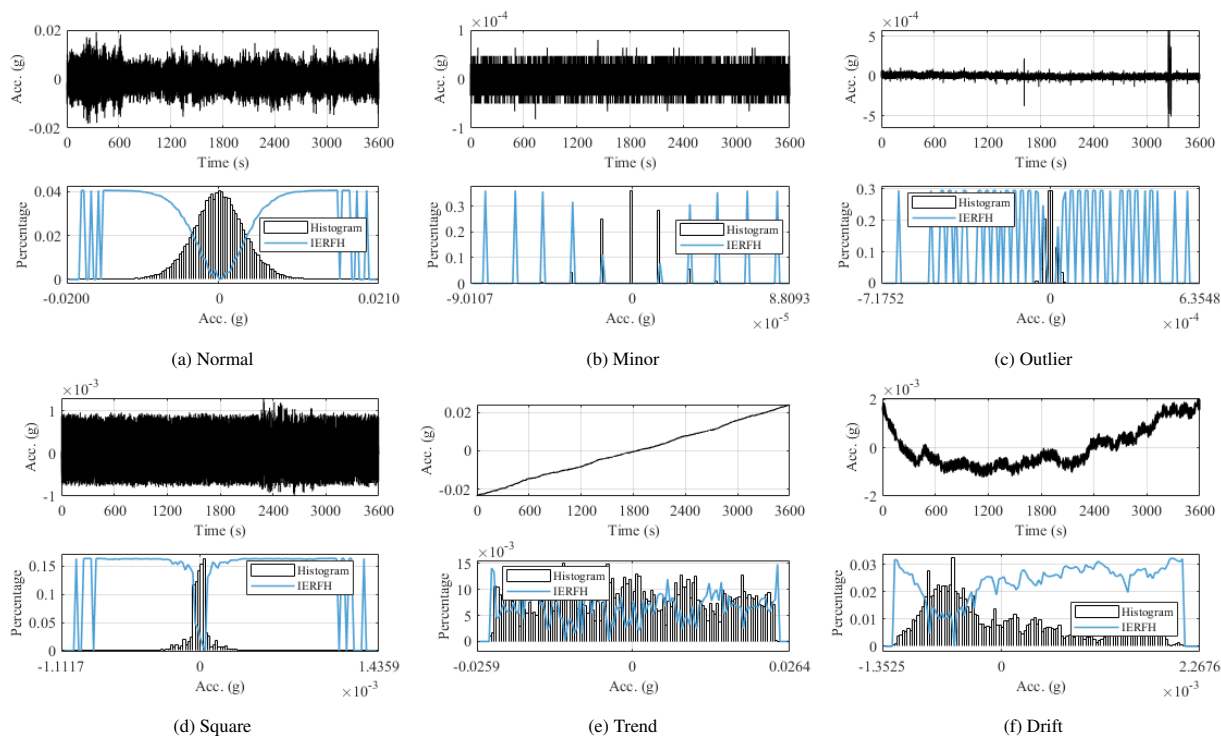 ×10⁻⁴
×10⁻⁴
0.02
0
-0.02
Acc. (g)
0 600 1200 1800 2400 3000 3600
Time (s)
1
0
-1
Acc. (g)
0 600 1200 1800 2400 3000 3600
Time (s)
5
0
-5
Acc. (g)
0 600 1200 1800 2400 3000 3600
Time (s)
0.04
0.02
0
Percentage
Histogram
IERFH
-0.0200 0 0.0210
Acc. (g)
0.3
0.2
0.1
0
Percentage
Histogram
IERFH
-9.0107 0 8.8093
Acc. (g) ×10⁻⁵
0.3
0.2
0.1
0
Percentage
Histogram
IERFH
-7.1752 0 6.3548
Acc. (g) ×10⁻⁴
(a) Normal (b) Minor (c) Outlier
×10⁻³
1
0
-1
Acc. (g)
0 600 1200 1800 2400 3000 3600
Time (s)
0.02
0
-0.02
Acc. (g)
0 600 1200 1800 2400 3000 3600
Time (s)
×10⁻³
2
0
-2
Acc. (g)
0 600 1200 1800 2400 3000 3600
Time (s)
0.15
0.1
0.05
0
Percentage
Histogram
IERFH
-1.1117 0 1.4359
Acc. (g) ×10⁻³
×10⁻³
15
10
5
0
Percentage
Histogram
IERFH
-0.0259 0 0.0264
Acc. (g)
0.03
0.02
0.01
0
Percentage
Histogram
IERFH
-1.3525 0 2.2676
Acc. (g) ×10⁻³
(d) Square (e) Trend (f) Drift